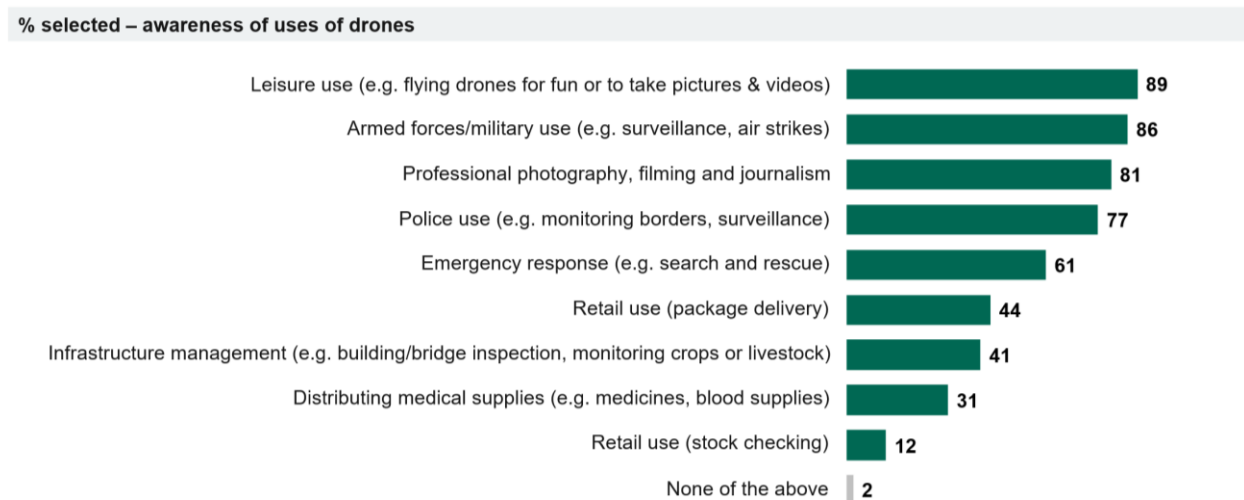 % selected – awareness of uses of drones
Leisure use (e.g. flying drones for fun or to take pictures & videos) 89
Armed forces/military use (e.g. surveillance, air strikes) 86
Professional photography, filming and journalism 81
Police use (e.g. monitoring borders, surveillance) 77
Emergency response (e.g. search and rescue) 61
Retail use (package delivery) 44
Infrastructure management (e.g. building/bridge inspection, monitoring crops or livestock) 41
Distributing medical supplies (e.g. medicines, blood supplies) 31
Retail use (stock checking) 12
None of the above 2